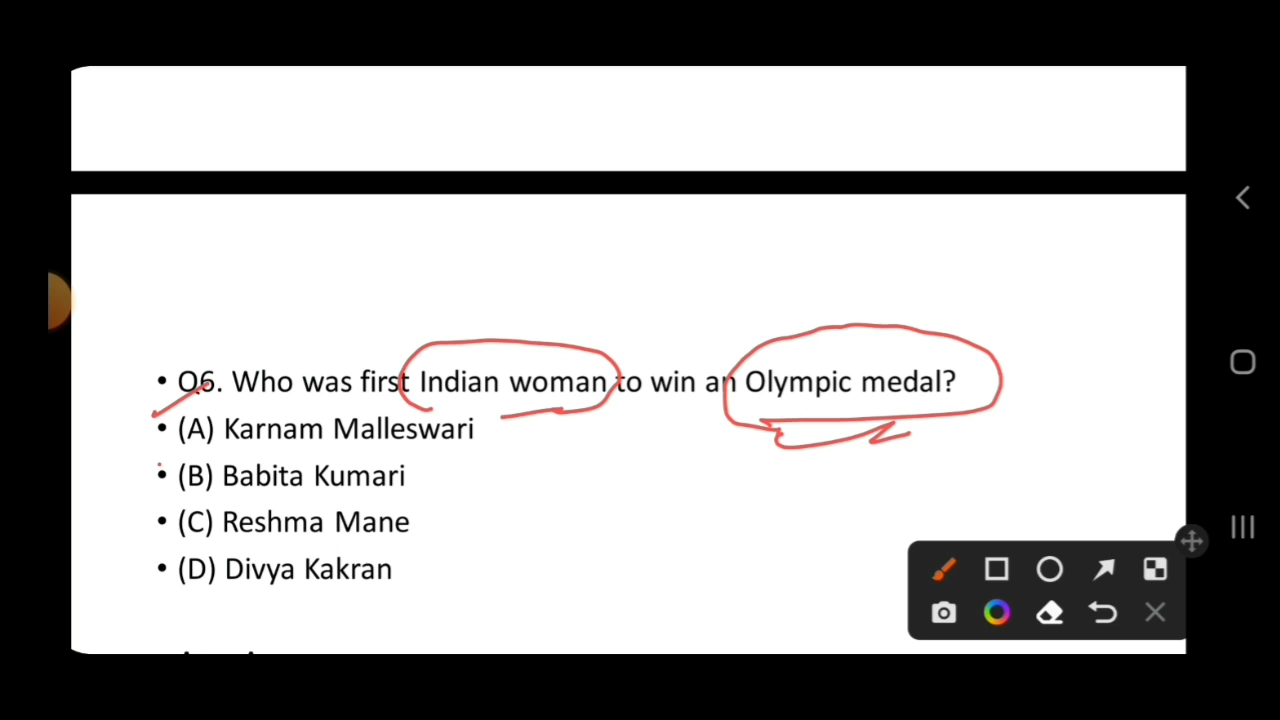 • Q6. Who was first Indian woman to win an Olympic medal?
• (A) Karnam Malleswari
• (B) Babita Kumari
• (C) Reshma Mane
• (D) Divya Kakran